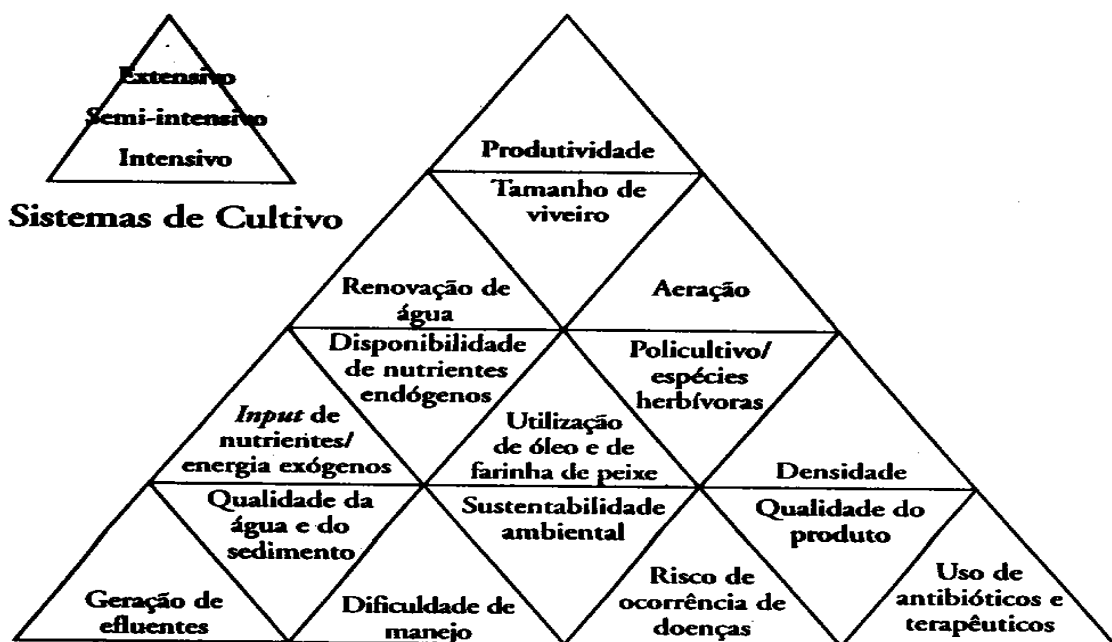 Extensivo
Semi-intensivo
Intensivo
Sistemas de Cultivo
Produtividade
Tamanho de
viveiro
Renovação de
água
Aeração
Disponibilidade
de nutrientes
endógenos
Policultivo/
espécies
herbívoras
Input de
nutrientes/
energia exógenos
Utilização
de óleo e de
farinha de peixe
Densidade
Qualidade da
água e do
sedimento
Sustentabilidade
ambiental
Qualidade do
produto
Geração de
efluentes
Dificuldade de
manejo
Risco de
ocorrência de
doenças
Uso de
antibióticos e
terapêuticos